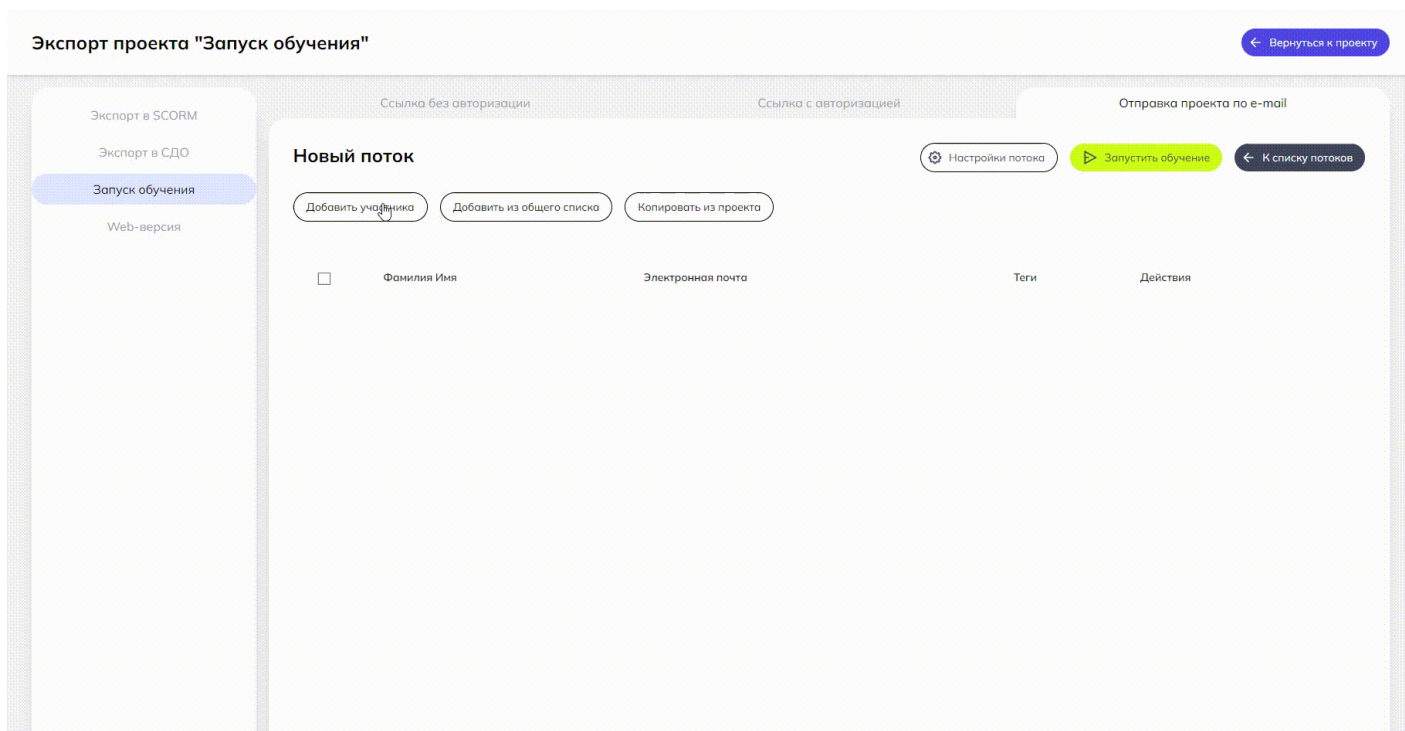 Экспорт проекта "Запуск обучения"
Вернуться к проекту
Экспорт в SCORM
Экспорт в СДО
Запуск обучения
Web-версия
Ссылка без авторизации
Ссылка с авторизацией
Отправка проекта по e-mail
Новый поток
Настройки потока
Запустить обучение
К списку потоков
Добавить участника
Добавить из общего списка
Копировать из проекта
Фамилия Имя
Электронная почта
Теги
Действия